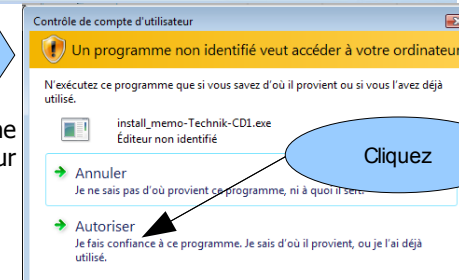 Contrôle de compte d'utilisateur
Un programme non identifié veut accéder à votre ordinateur
N'exécutez ce programme que si vous savez d'où il provient ou si vous l'avez déjà
utilisé.
ne
ur
install_memo-Technik-CD1.exe
Éditeur non identifié
Cliquez
Annuler
Je ne sais pas d'où provient ce programme, ni à quoi il sert.
Autoriser
Je fais confiance à ce programme. Je sais d'où il provient, ou je l'ai déjà
utilisé.